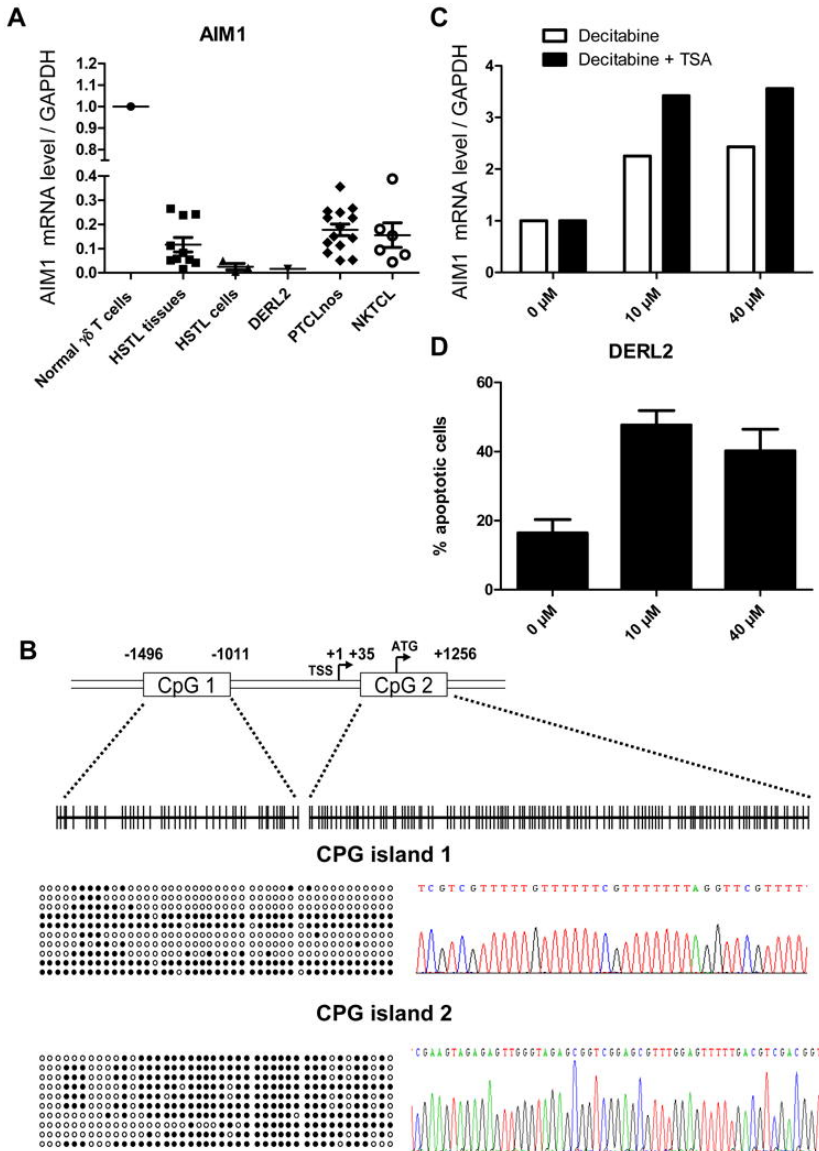 A
AIM1
AIM1 mRNA level / GAPDH
1.2
1.1
1.0
0.9
0.8
0.4
0.3
0.2
0.1
0.0
Normal γδ T cells
HSTL tissues
HSTL cells
DERL2
PTCLnos
NKTCL
C
Decitabine
Decitabine + TSA
AIM1 mRNA level / GAPDH
4
3
2
1
0
0 μM
10 μM
40 μM
D
DERL2
% apoptotic cells
60
40
20
0
0 μM
10 μM
40 μM
B
-1496
-1011
+1
+35
ATG
+1256
TSS
CpG 1
CpG 2
CPG island 1
TCGTCGTTTTTGTTTTTTCGTTTTTTTTAGGTTCGTTTT
CPG island 2
CGAAGTAGAGAGTTGGGTAGAGCGGTCGGAGCGTTTGGAGTTTTTGACGTCGACGGT